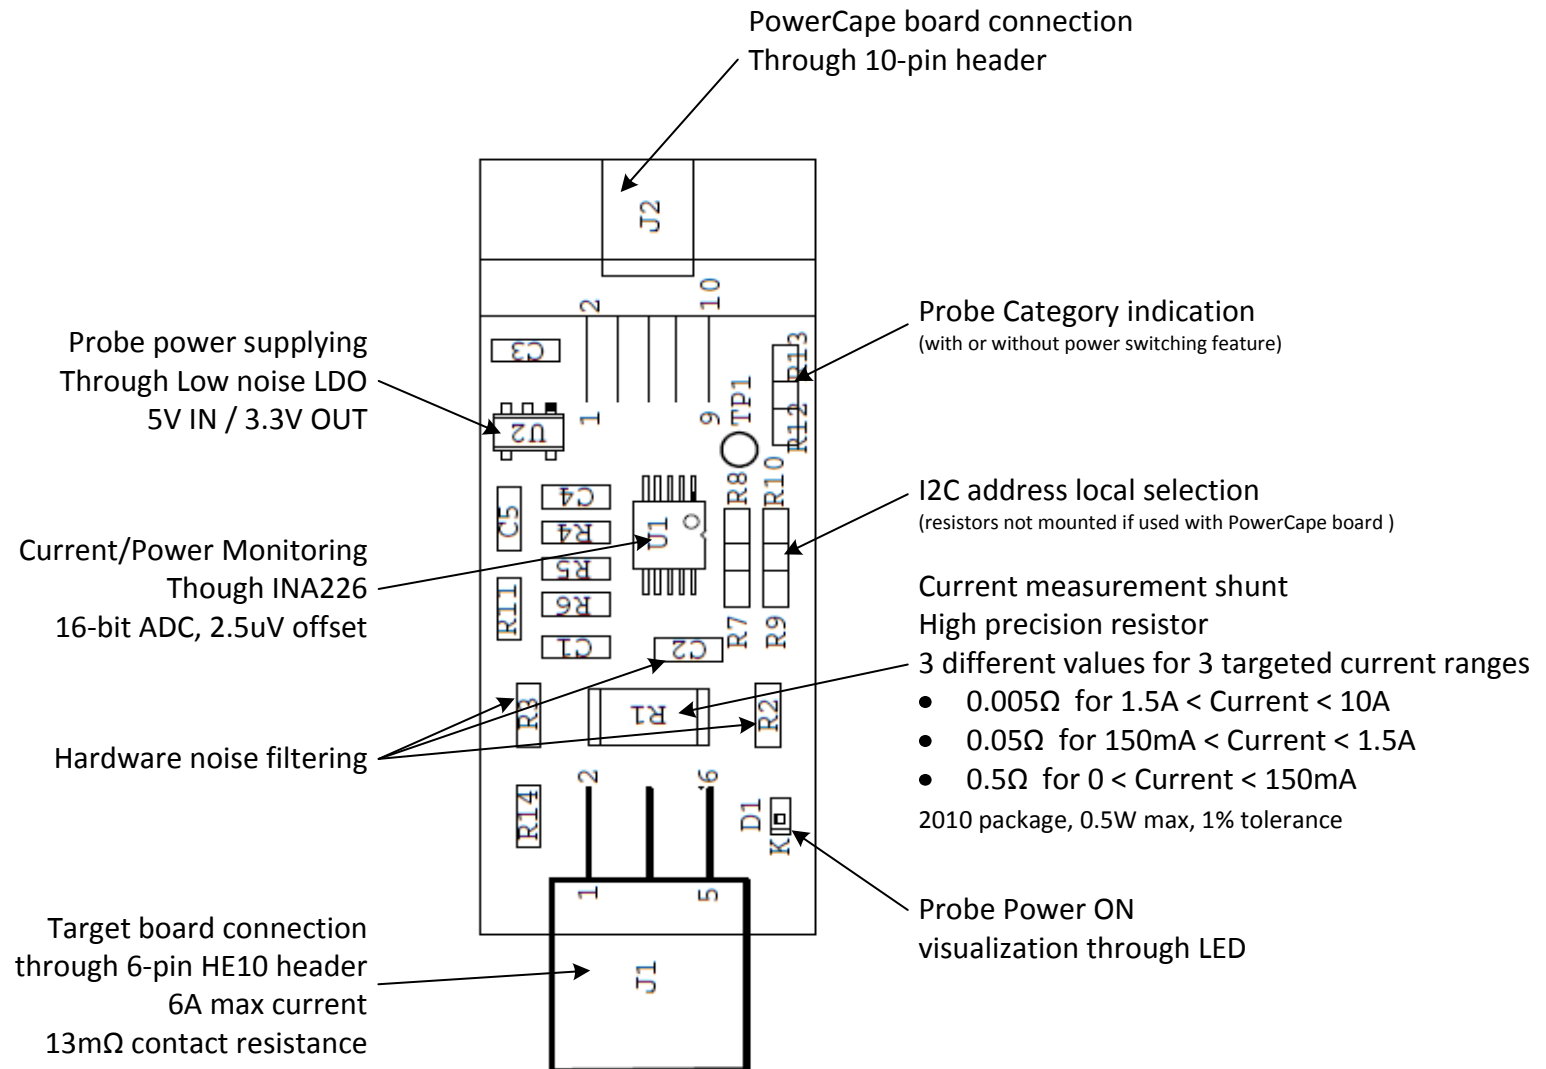 PowerCape board connection
Through 10-pin header
J2
2
10
Probe power supplying
Through Low noise LDO
5V IN / 3.3V OUT
C3
U2
1
9
TP1
R13
R12
Probe Category indication
(with or without power switching feature)
R8
R10
I2C address local selection
(resistors not mounted if used with PowerCape board )
Current/Power Monitoring
Though INA226
16-bit ADC, 2.5uV offset
C5
C4
R4
R5
R6
R11
C1
U1
C2
R7
R9
Current measurement shunt
High precision resistor
3 different values for 3 targeted current ranges
• 0.005Ω for 1.5A < Current < 10A
• 0.05Ω for 150mA < Current < 1.5A
• 0.5Ω for 0 < Current < 150mA
2010 package, 0.5W max, 1% tolerance
Hardware noise filtering
R3
R1
R2
2
6
R14
D1
K
1
5
Probe Power ON
visualization through LED
Target board connection
through 6-pin HE10 header
6A max current
13mΩ contact resistance
J1